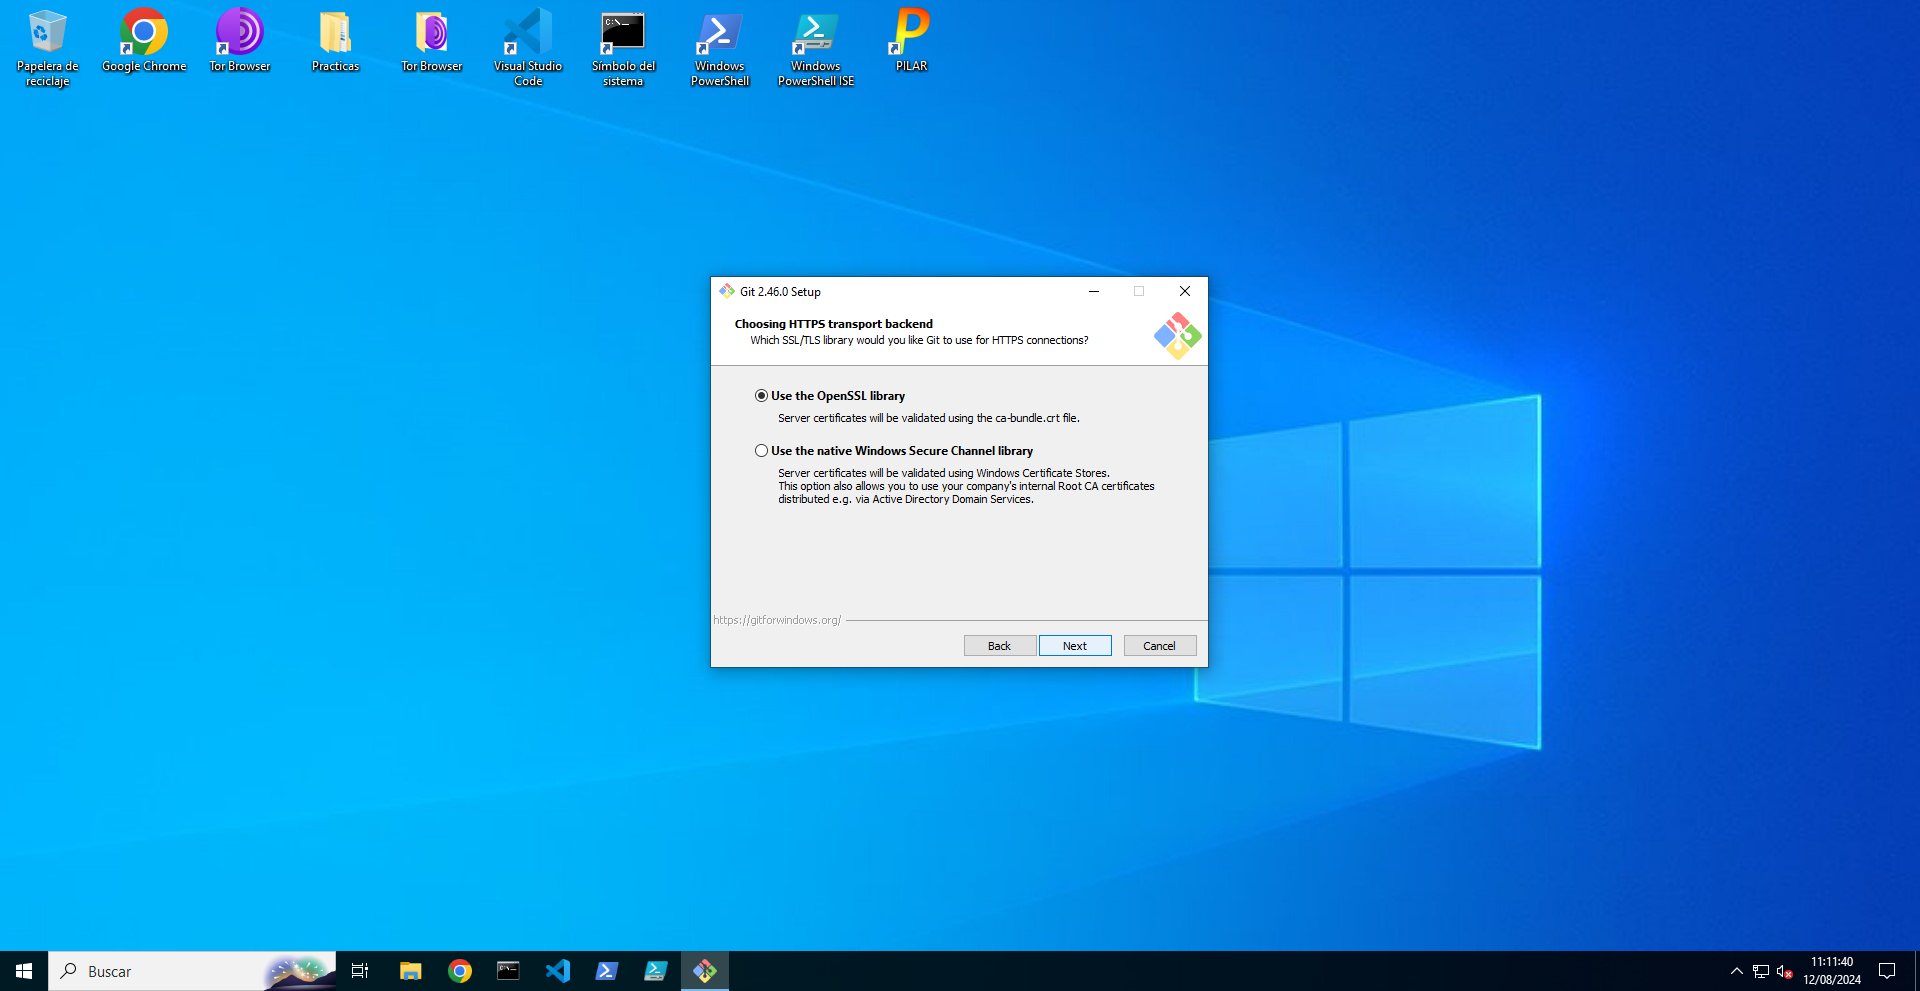 Papelera de
reciclaje
Google Chrome
Tor Browser
Practicas
Tor Browser
Visual Studio
Code
Símbolo del
sistema
Windows
PowerShell
Windows
PowerShell ISE
PILAR
Git 2.46.0 Setup
Choosing HTTPS transport backend
Which SSL/TLS library would you like Git to use for HTTPS connections?
Use the OpenSSL library
Server certificates will be validated using the ca-bundle.crt file.
Use the native Windows Secure Channel library
Server certificates will be validated using Windows Certificate Stores.
This option also allows you to use your company's internal Root CA certificates
distributed e.g. via Active Directory Domain Services.
https://gitforwindows.org/
Back
Next
Cancel
Buscar
11:11:40
12/08/2024